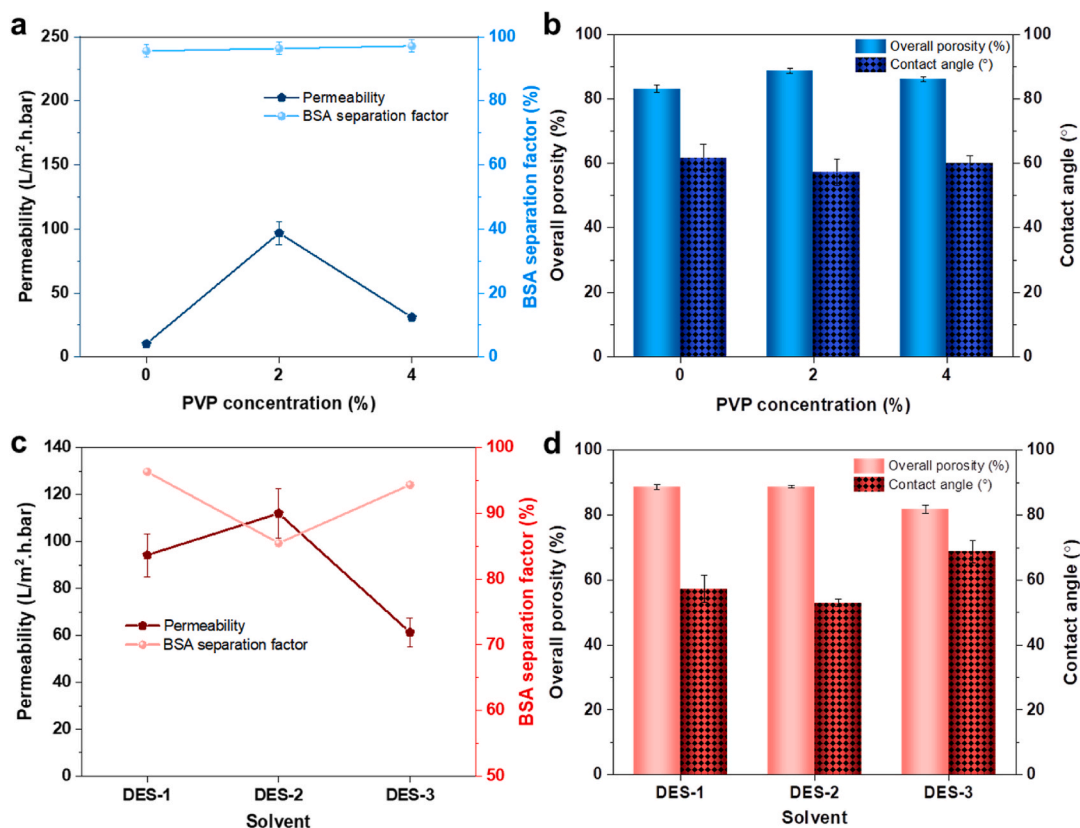 a
250
200
150
100
50
0
Permeability (L/m².h.bar)
Permeability
BSA separation factor
100
80
60
40
20
0
BSA separation factor (%)
0 2 4
PVP concentration (%)
b
100
80
60
40
20
0
Overall porosity (%)
Overall porosity (%)
Contact angle (°)
100
80
60
40
20
0
Contact angle (°)
0 2 4
PVP concentration (%)
c
140
120
100
80
60
40
20
0
Permeability (L/m².h.bar)
Permeability
BSA separation factor
100
90
80
70
60
50
BSA separation factor (%)
DES-1 DES-2 DES-3
Solvent
d
100
80
60
40
20
0
Overall porosity (%)
Overall porosity (%)
Contact angle (°)
100
80
60
40
20
0
Contact angle (°)
DES-1 DES-2 DES-3
Solvent